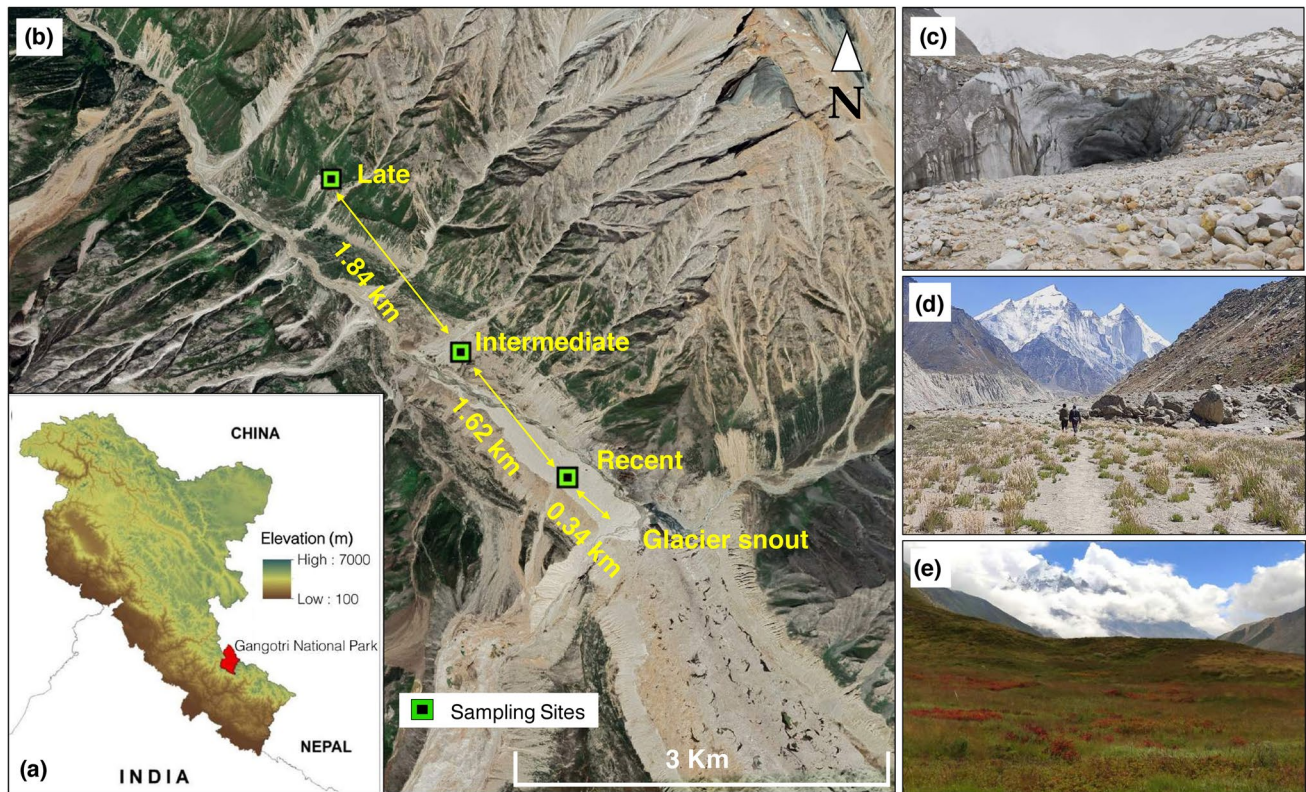 (b)
N
Late
1.84 km
Intermediate
1.62 km
Recent
0.34 km
Glacier snout
Sampling Sites
3 Km
CHINA
Elevation (m)
High : 7000
Low : 100
Gangotri National Park
NEPAL
INDIA
(a)
(c)
(d)
(e)